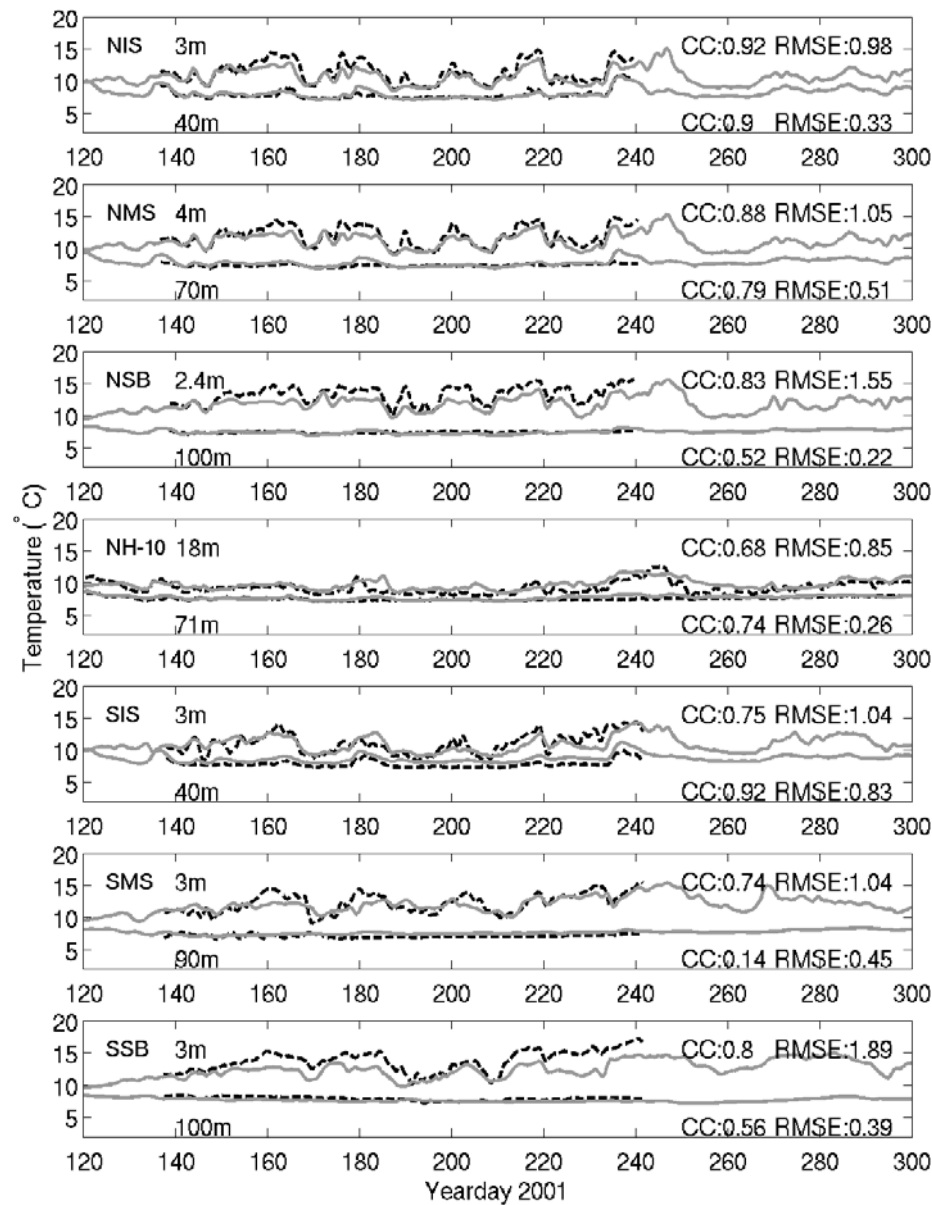 20
15
10
5
NIS 3m CC:0.92 RMSE:0.98
40m CC:0.9 RMSE:0.33
120 140 160 180 200 220 240 260 280 300
20
15
10
5
NMS 4m CC:0.88 RMSE:1.05
70m CC:0.79 RMSE:0.51
120 140 160 180 200 220 240 260 280 300
20
15
10
5
NSB 2.4m CC:0.83 RMSE:1.55
100m CC:0.52 RMSE:0.22
120 140 160 180 200 220 240 260 280 300
Temperature (° C)
20
15
10
5
NH-10 18m CC:0.68 RMSE:0.85
71m CC:0.74 RMSE:0.26
120 140 160 180 200 220 240 260 280 300
20
15
10
5
SIS 3m CC:0.75 RMSE:1.04
40m CC:0.92 RMSE:0.83
120 140 160 180 200 220 240 260 280 300
20
15
10
5
SMS 3m CC:0.74 RMSE:1.04
90m CC:0.14 RMSE:0.45
120 140 160 180 200 220 240 260 280 300
20
15
10
5
SSB 3m CC:0.8 RMSE:1.89
100m CC:0.56 RMSE:0.39
120 140 160 180 200 220 240 260 280 300
Yearday 2001